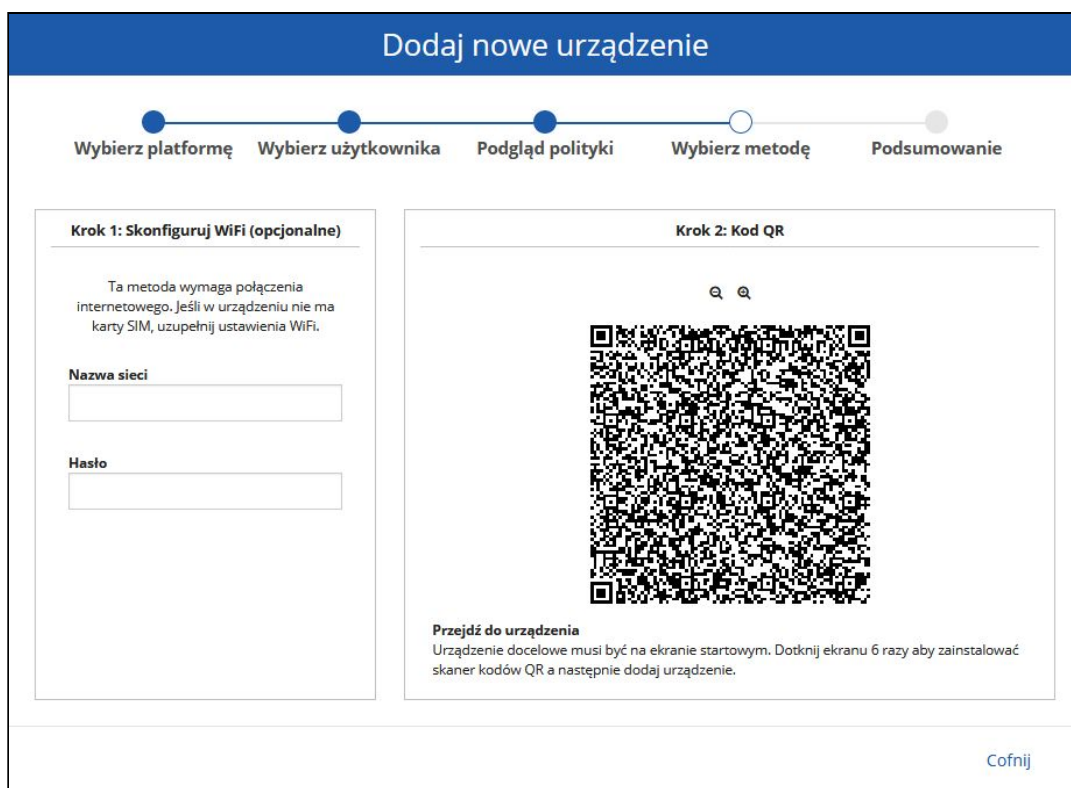 Dodaj nowe urządzenie
Wybierz platformę Wybierz użytkownika Podgląd polityki Wybierz metodę Podsumowanie
Krok 1: Skonfiguruj WiFi (opcjonalne)
Ta metoda wymaga połączenia
internetowego. Jeśli w urządzeniu nie ma
karty SIM, uzupełnij ustawienia WiFi.
Nazwa sieci
Hasło
Krok 2: Kod QR
Przejdź do urządzenia
Urządzenie docelowe musi być na ekranie startowym. Dotknij ekranu 6 razy aby zainstalować
skaner kodów QR a następnie dodaj urządzenie.
Cofnij